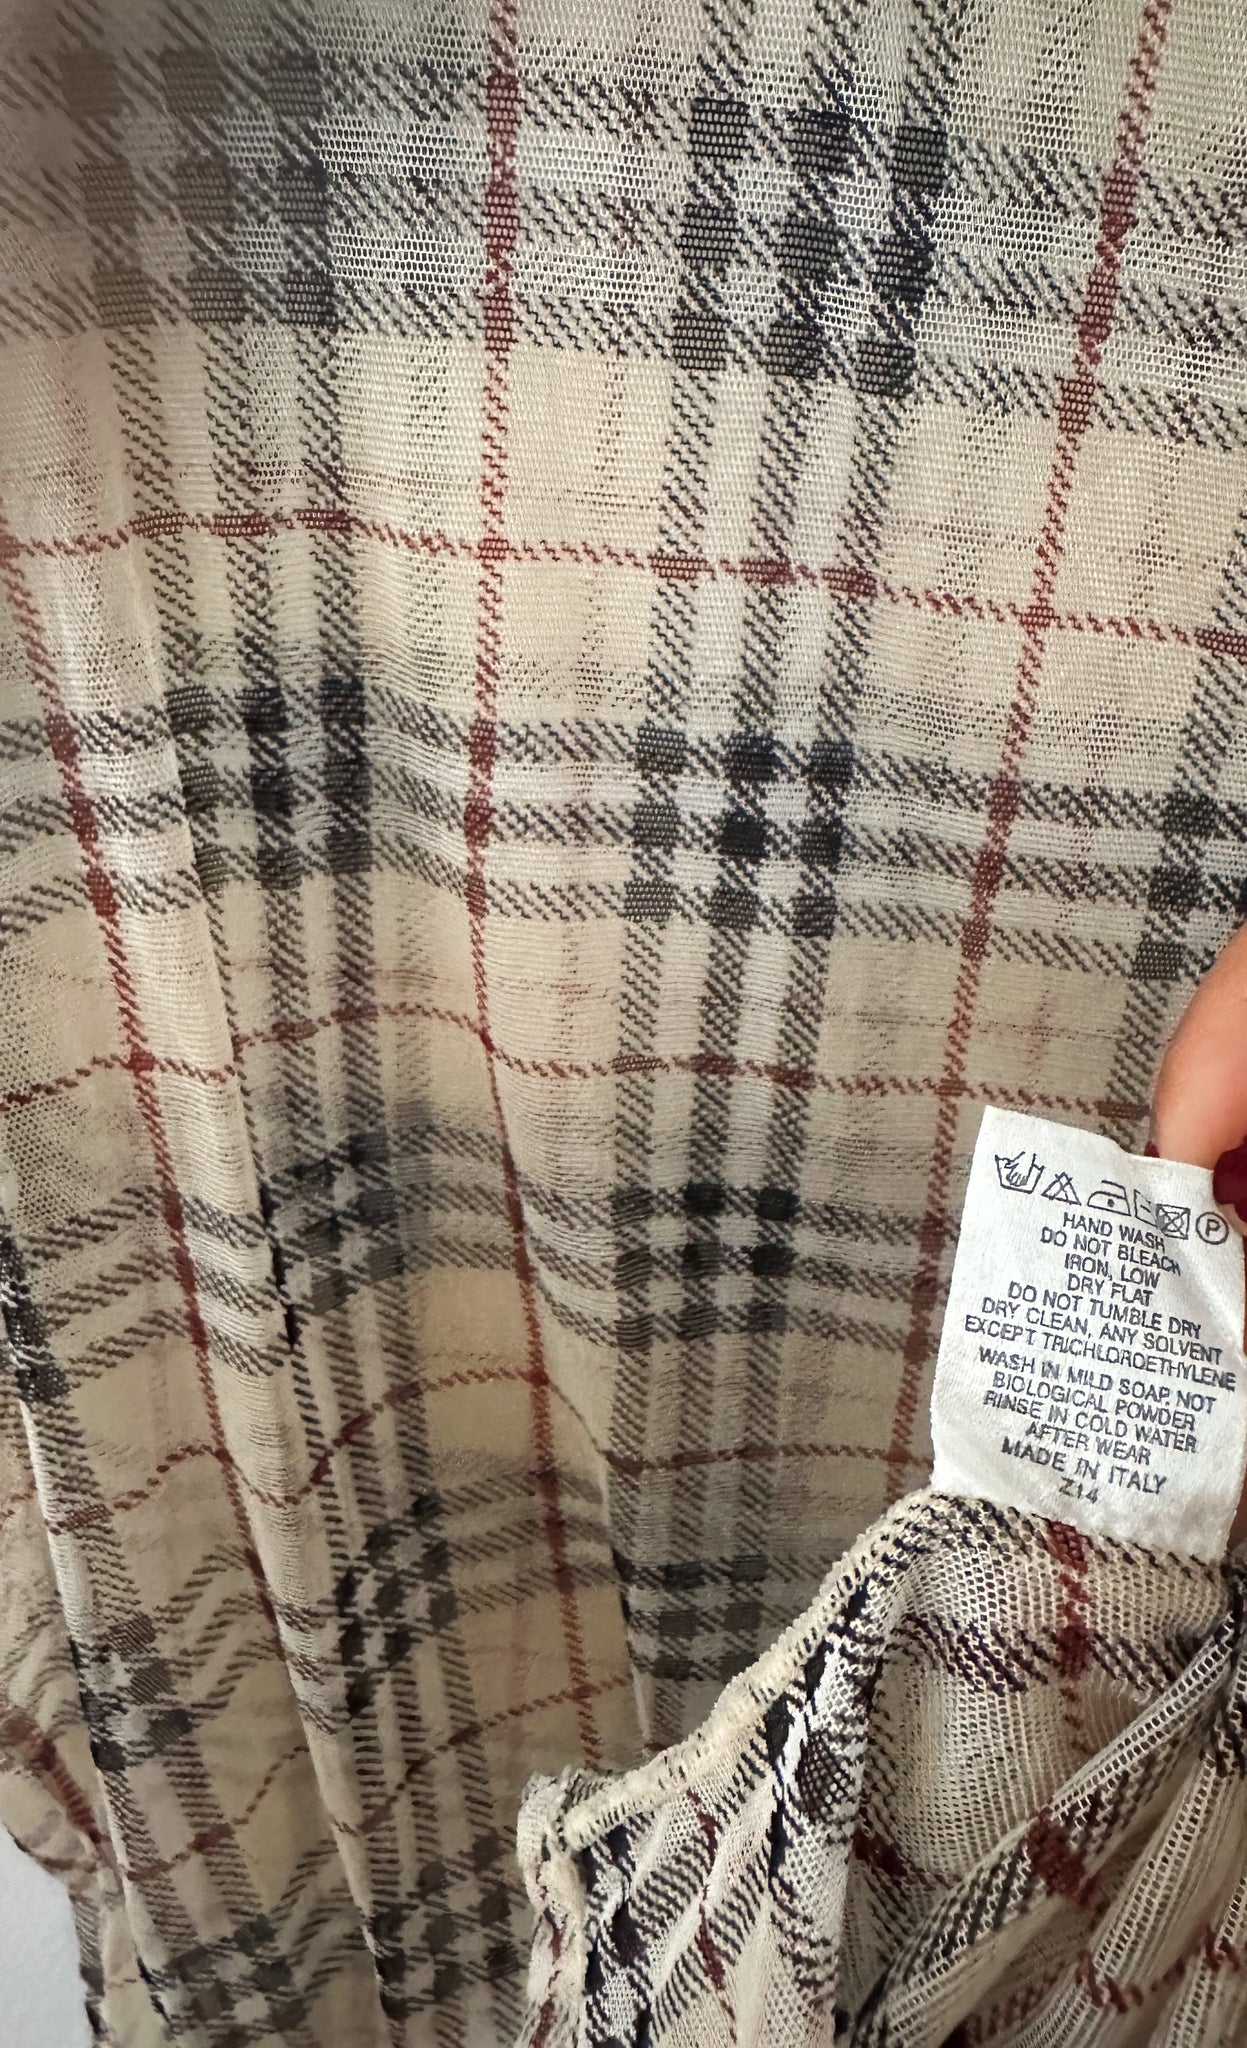 P
HAND WASH
DO NOT BLEACH
IRON, LOW
DRY FLAT
DO NOT TUMBLE DRY
DRY CLEAN, ANY SOLVENT
EXCEPT TRICHLOROETHYLENE
WASH IN MILD SOAP. NOT
BIOLOGICAL POWDER
RINSE IN COLD WATER
AFTER WEAR
MADE IN ITALY
Z14